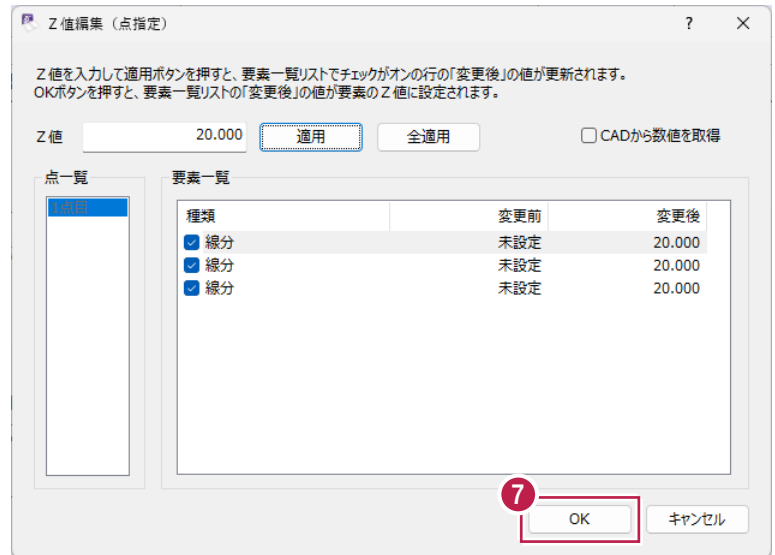 Z値編集（点指定）
?
Z値を入力して適用ボタンを押すと、要素一覧リストでチェックがオンの行の「変更後」の値が更新されます。
OKボタンを押すと、要素一覧リストの「変更後」の値が要素のZ値に設定されます。
Z値 20.000 適用 全適用 CADから数値を取得
点一覧 要素一覧
1点目
種類 変更前 変更後
線分 未設定 20.000
線分 未設定 20.000
線分 未設定 20.000
7
OK キャンセル